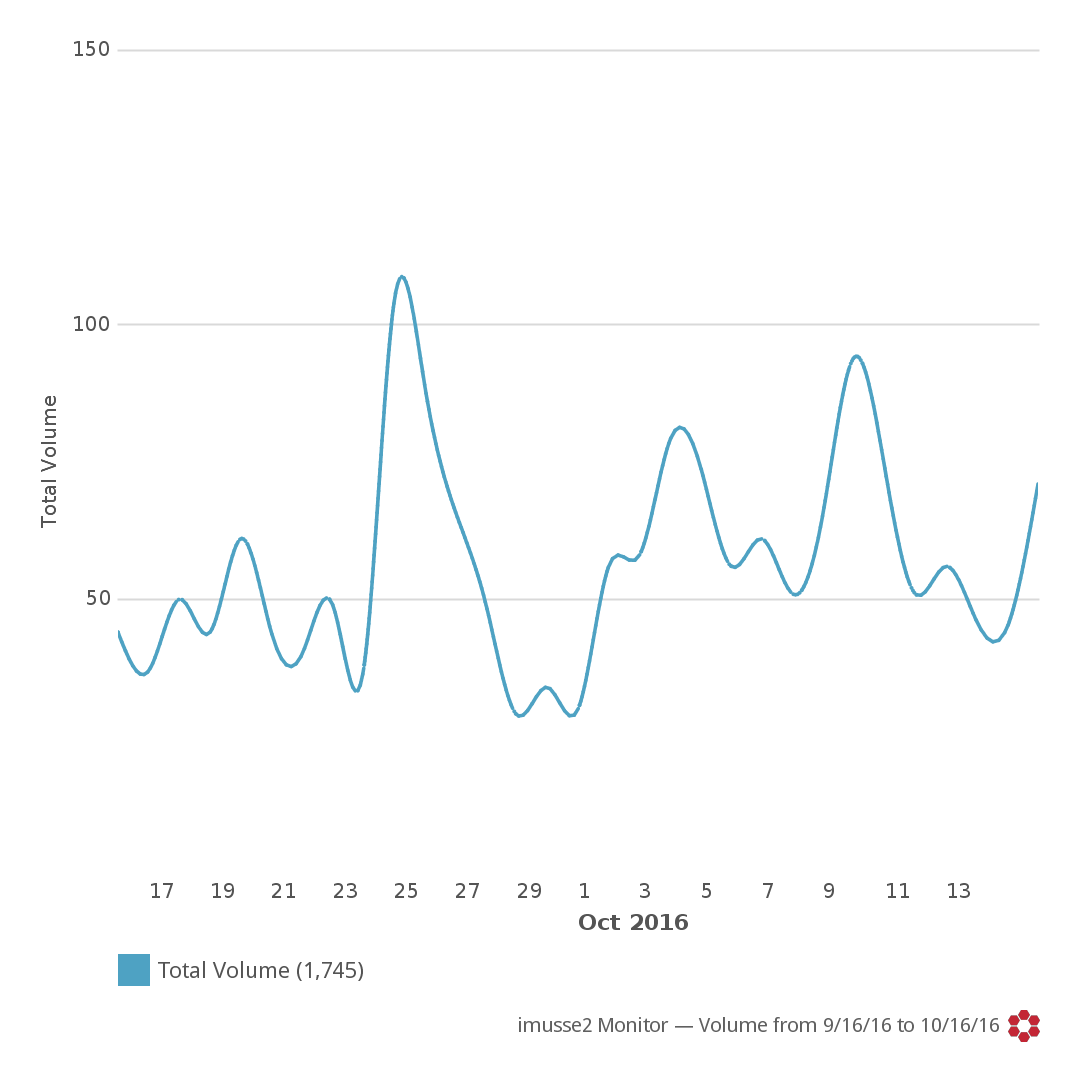 150
100
Total Volume
50
17 19 21 23 25 27 29 1 3 5 7 9 11 13
Oct 2016
Total Volume (1,745)
imusse2 Monitor — Volume from 9/16/16 to 10/16/16